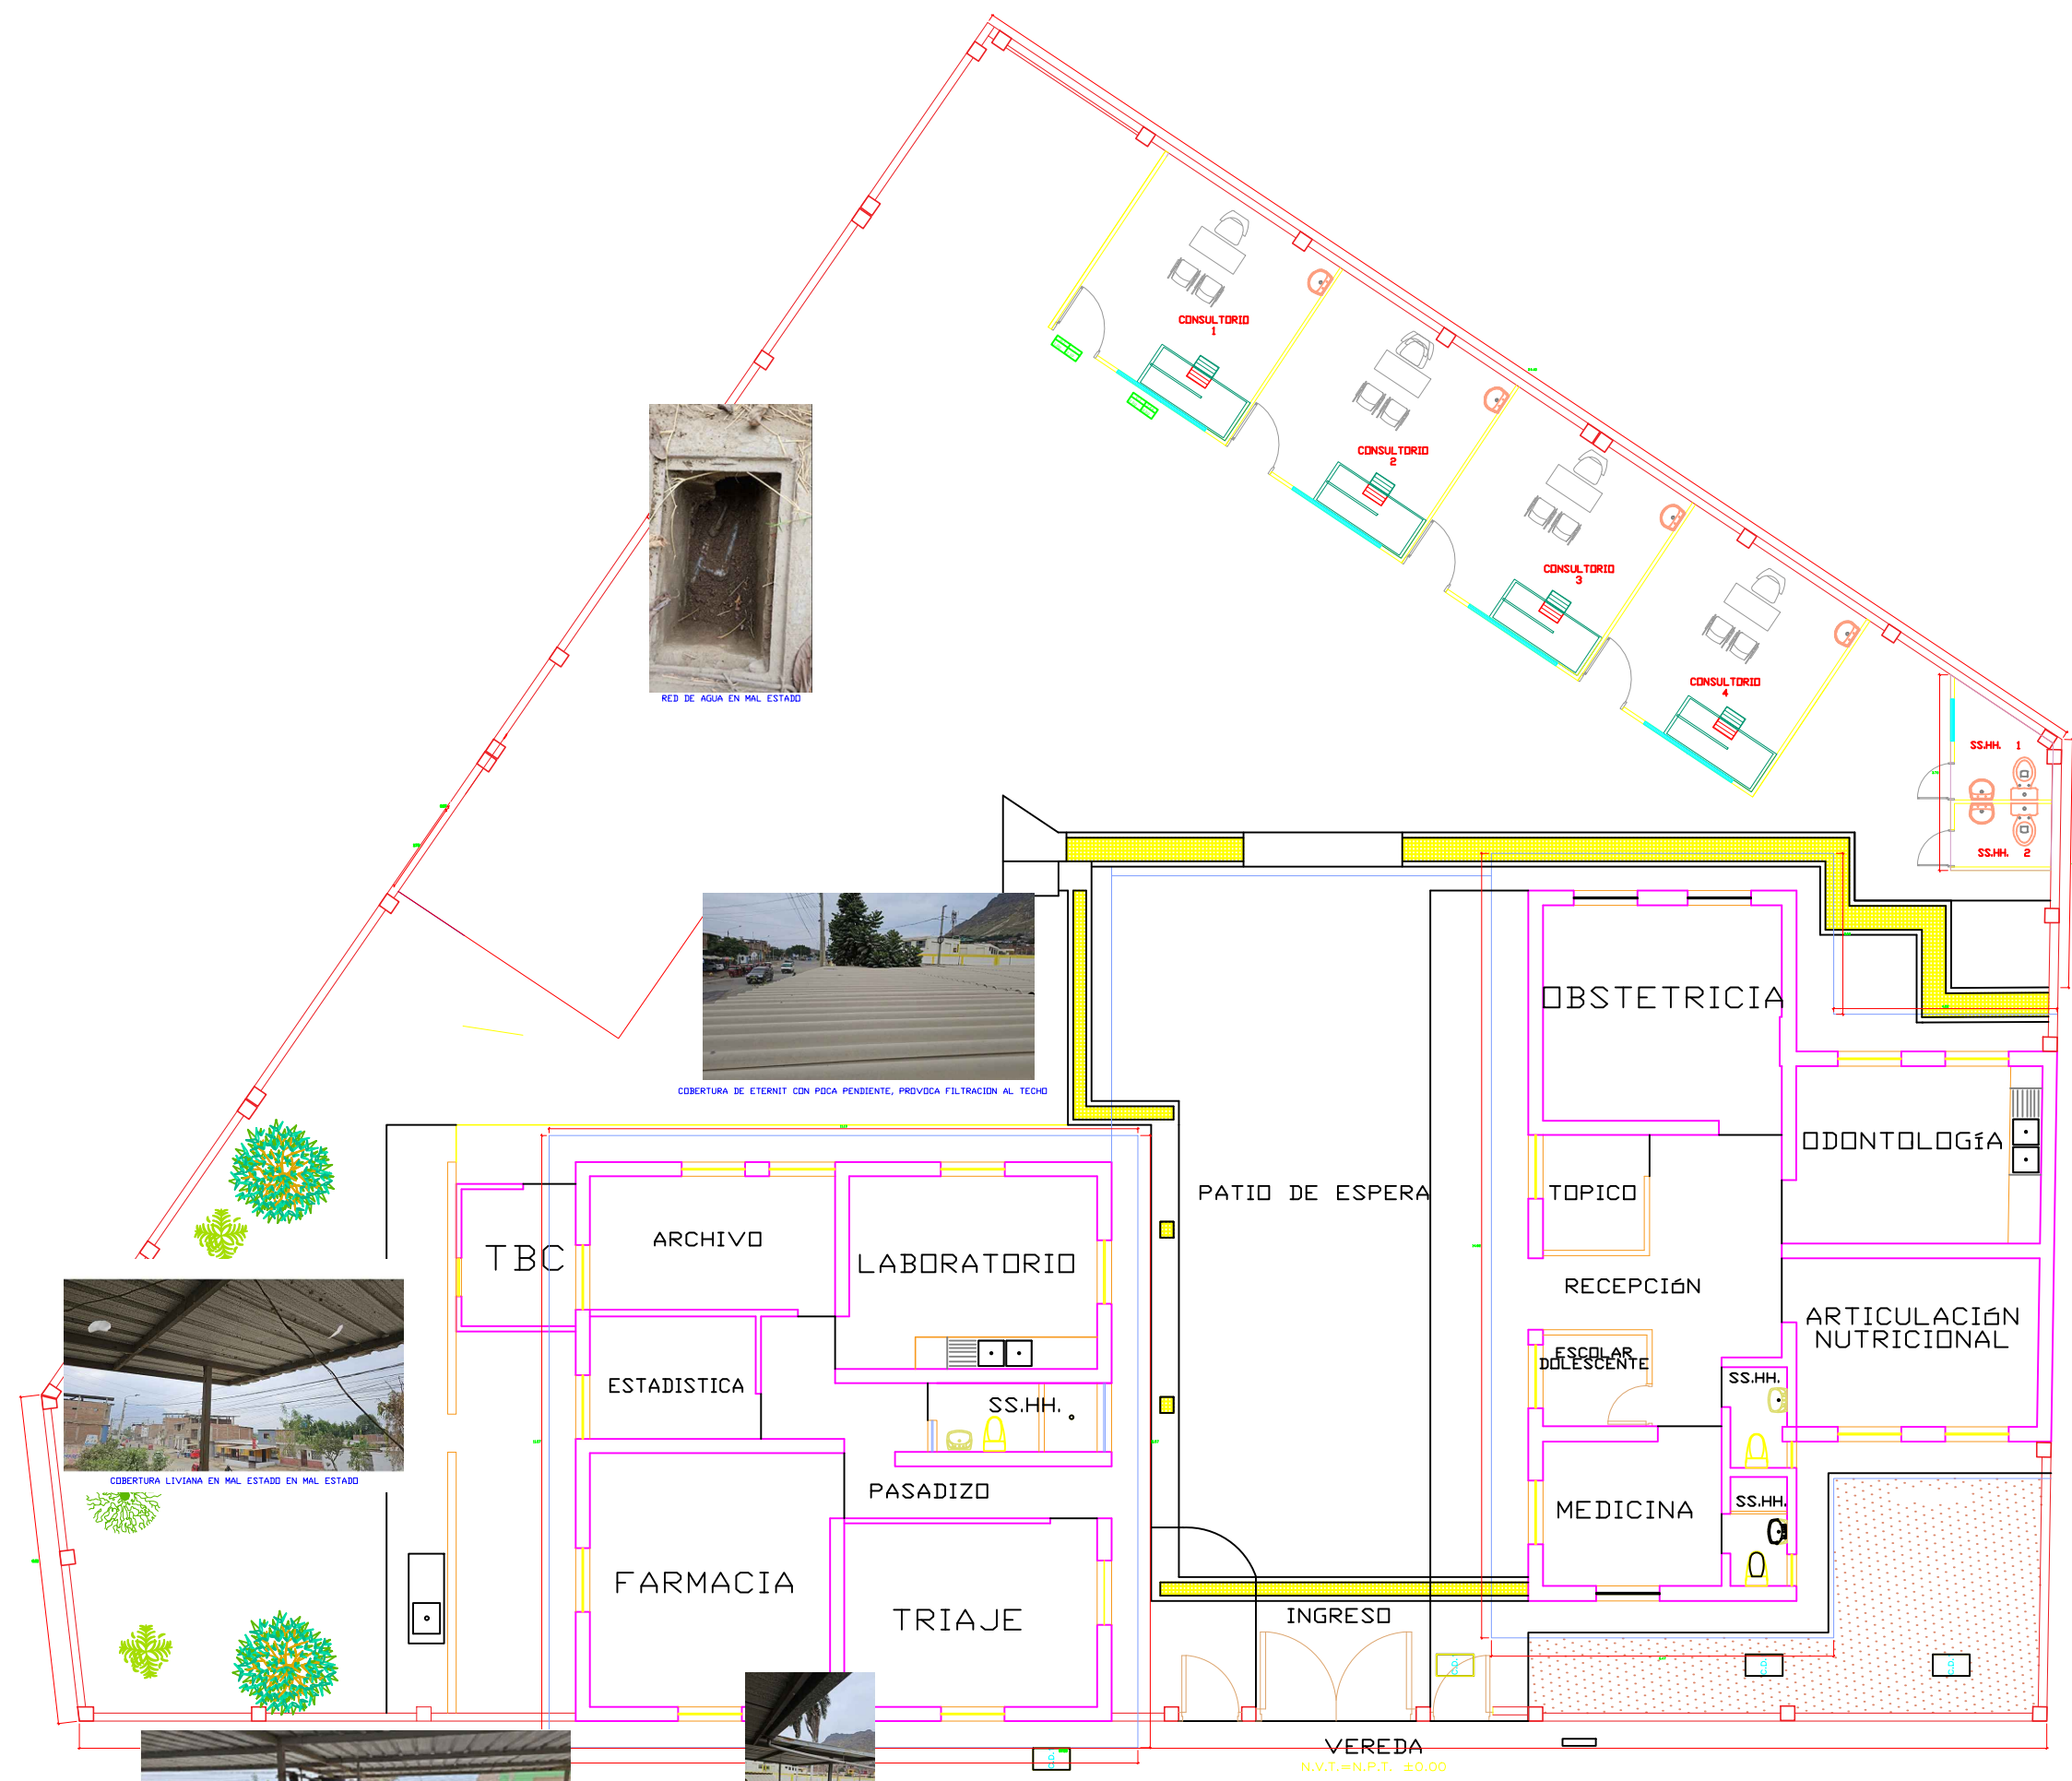 CONSULTORIO
1
CONSULTORIO
2
CONSULTORIO
3
CONSULTORIO
4
SS.HH. 1
SS.HH. 2
RED DE AGUA EN MAL ESTADO
COBERTURA DE ETERNIT CON POCA PENDIENTE, PROVOCA FILTRACION AL TECHO
OBSTETRICIA
ODONTOLOGíA
TOPICO
PATIO DE ESPERA
RECEPCIóN
ARTICULACIóN
NUTRICIONAL
ESCOLAR
DOLESCENTE
SS.HH.
SS.HH.
MEDICINA
TBC
ARCHIVO
LABORATORIO
ESTADISTICA
SS.HH.
PASADIZO
FARMACIA
TRIAJE
COBERTURA LIVIANA EN MAL ESTADO EN MAL ESTADO
INGRESO
C.D.
C.D.
C.D.
C.D.
VEREDA
N.V.T.=N.P.T. ±0.00